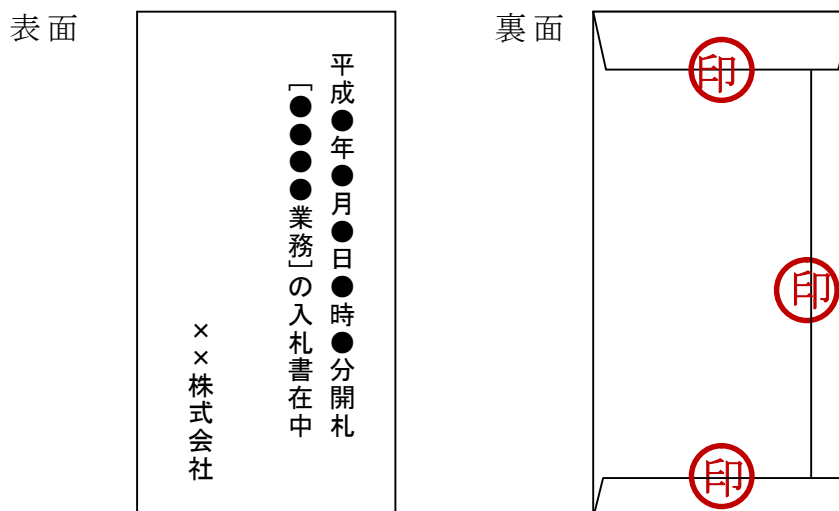 表面
平成●年●月●日●時●分開札
［●●●●業務］の入札書在中
××株式会社
裏面
印
印
印